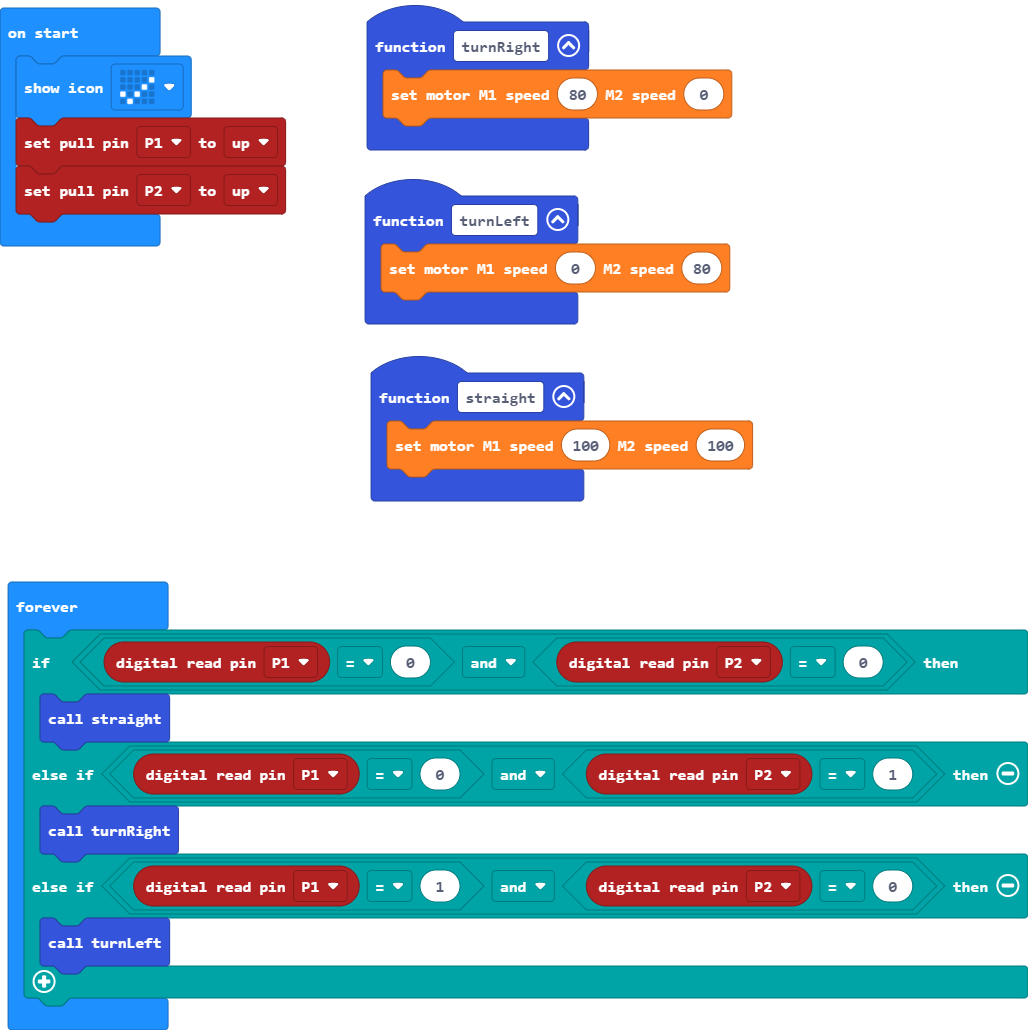 on start
show icon
set pull pin P1 to up
set pull pin P2 to up
function turnRight
set motor M1 speed 80 M2 speed 0
function turnLeft
set motor M1 speed 0 M2 speed 80
function straight
set motor M1 speed 100 M2 speed 100
forever
if digital read pin P1 = 0 and digital read pin P2 = 0 then
call straight
else if digital read pin P1 = 0 and digital read pin P2 = 1 then
call turnRight
else if digital read pin P1 = 1 and digital read pin P2 = 0 then
call turnLeft